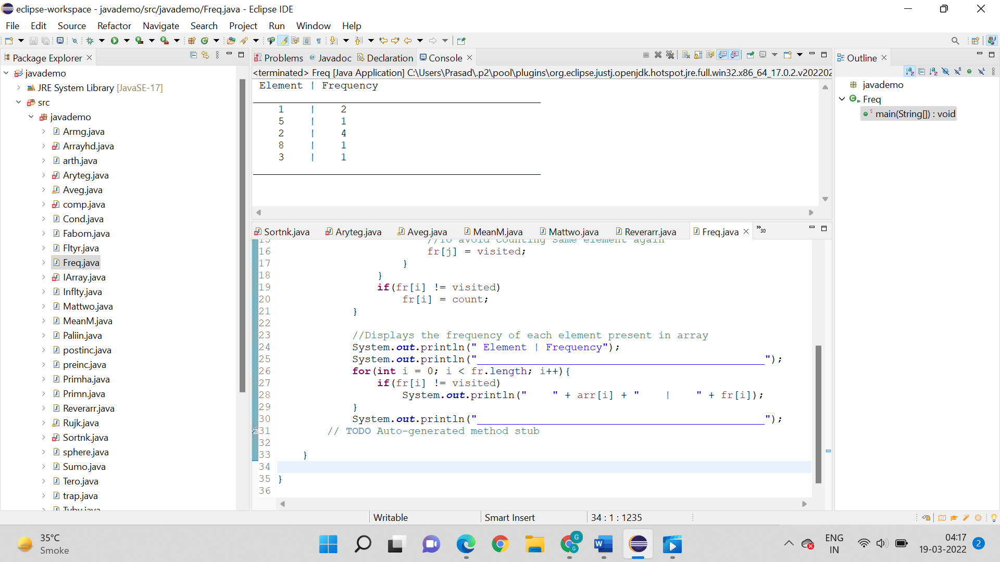 eclipse-workspace - javademo/src/javademo/Freq.java - Eclipse IDE
File Edit Source Refactor Navigate Search Project Run Window Help
Package Explorer
javademo
JRE System Library [JavaSE-17]
src
javademo
Armg.java
Arrayhd.java
arth.java
Aryteg.java
Aveg.java
comp.java
Cond.java
Fabom.java
Fltyr.java
Freq.java
IArray.java
Inflty.java
Mattwo.java
MeanM.java
Paliin.java
postinc.java
preinc.java
Primha.java
Primn.java
Reverarr.java
Rujk.java
Sortnk.java
sphere.java
Sumo.java
Tero.java
trap.java
Tyby.java
Problems Javadoc Declaration Console
<terminated> Freq [Java Application] C:\Users\Prasad\.p2\pool\plugins\org.eclipse.justj.openjdk.hotspot.jre.full.win32.x86_64_17.0.2.v202202
Element | Frequency
______________________________________________
1 | 2
5 | 1
2 | 4
8 | 1
3 | 1
______________________________________________
Sortnk.java Aryteg.java Aveg.java MeanM.java Mattwo.java Reverarr.java Freq.java »30
15 //To avoid counting same element again
16 fr[j] = visited;
17 }
18 }
19 if(fr[i] != visited)
20 fr[i] = count;
21 }
22
23 //Displays the frequency of each element present in array
24 System.out.println(" Element | Frequency");
25 System.out.println("______________________________________________");
26 for(int i = 0; i < fr.length; i++){
27 if(fr[i] != visited)
28 System.out.println("    " + arr[i] + "    |    " + fr[i]);
29 }
30 System.out.println("______________________________________________");
31 // TODO Auto-generated method stub
32
33 }
34
35 }
36
Outline
javademo
Freq
main(String[]) : void
Writable Smart Insert 34 : 1 : 1235
35°C
Smoke
ENG
IN
04:17
19-03-2022
2